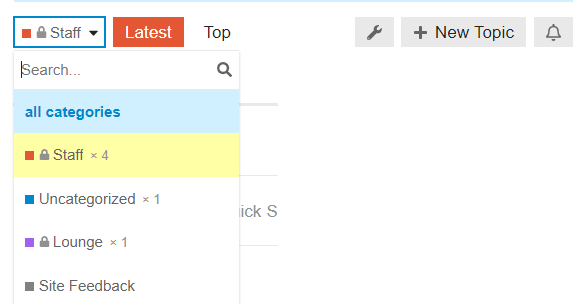 Staff Latest Top New Topic
Search...
all categories
Staff × 4
Uncategorized × 1
ick S
Lounge × 1
Site Feedback